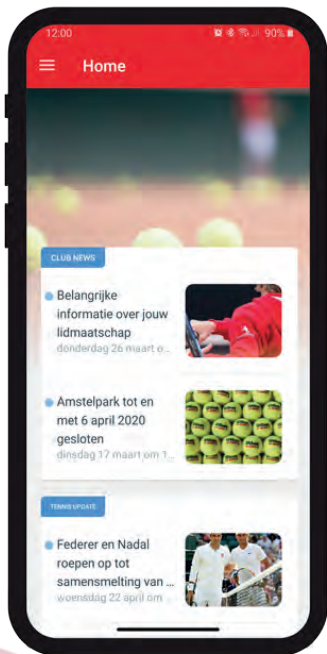 12:00
90%
Home
CLUB NEWS
Belangrijke
informatie over jouw
lidmaatschap
donderdag 26 maart o...
Amstelpark tot en
met 6 april 2020
gesloten
dinsdag 17 maart om 1...
TENNIS UPDATE
Federer en Nadal
roepen op tot
samensmelting van ...
woensdag 22 april om ...